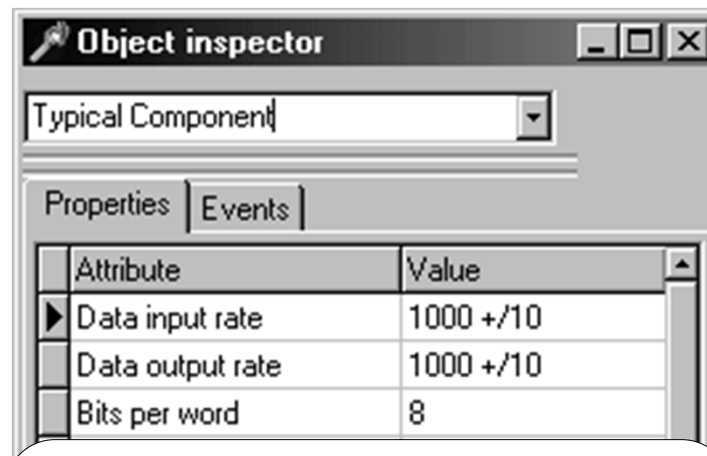 Object inspector
Typical Component
Properties Events
Attribute Value
Data input rate 1000 +/10
Data output rate 1000 +/10
Bits per word 8